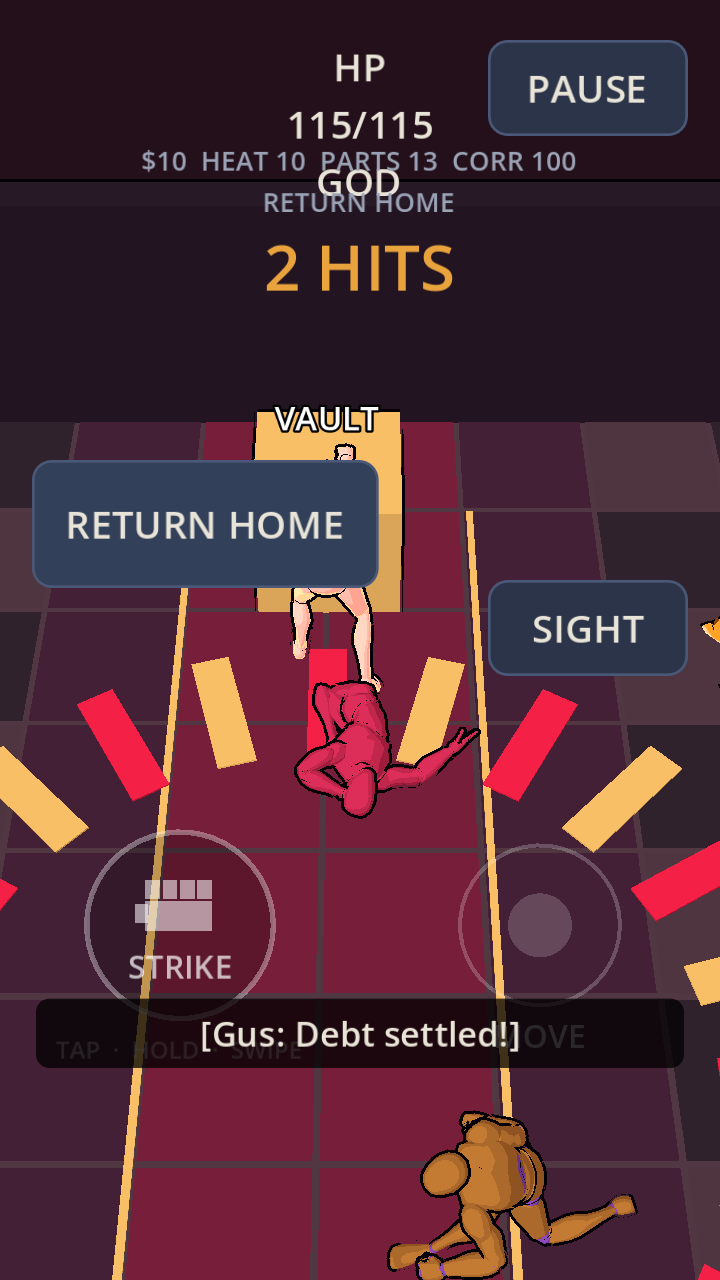 HP
115/115
PAUSE
$10 HEAT 10 PARTS 13 CORR 100
GOD
RETURN HOME
2 HITS
VAULT
RETURN HOME
SIGHT
STRIKE
[Gus: Debt settled!]
MOVE
TAP · HOLD · SWIPE